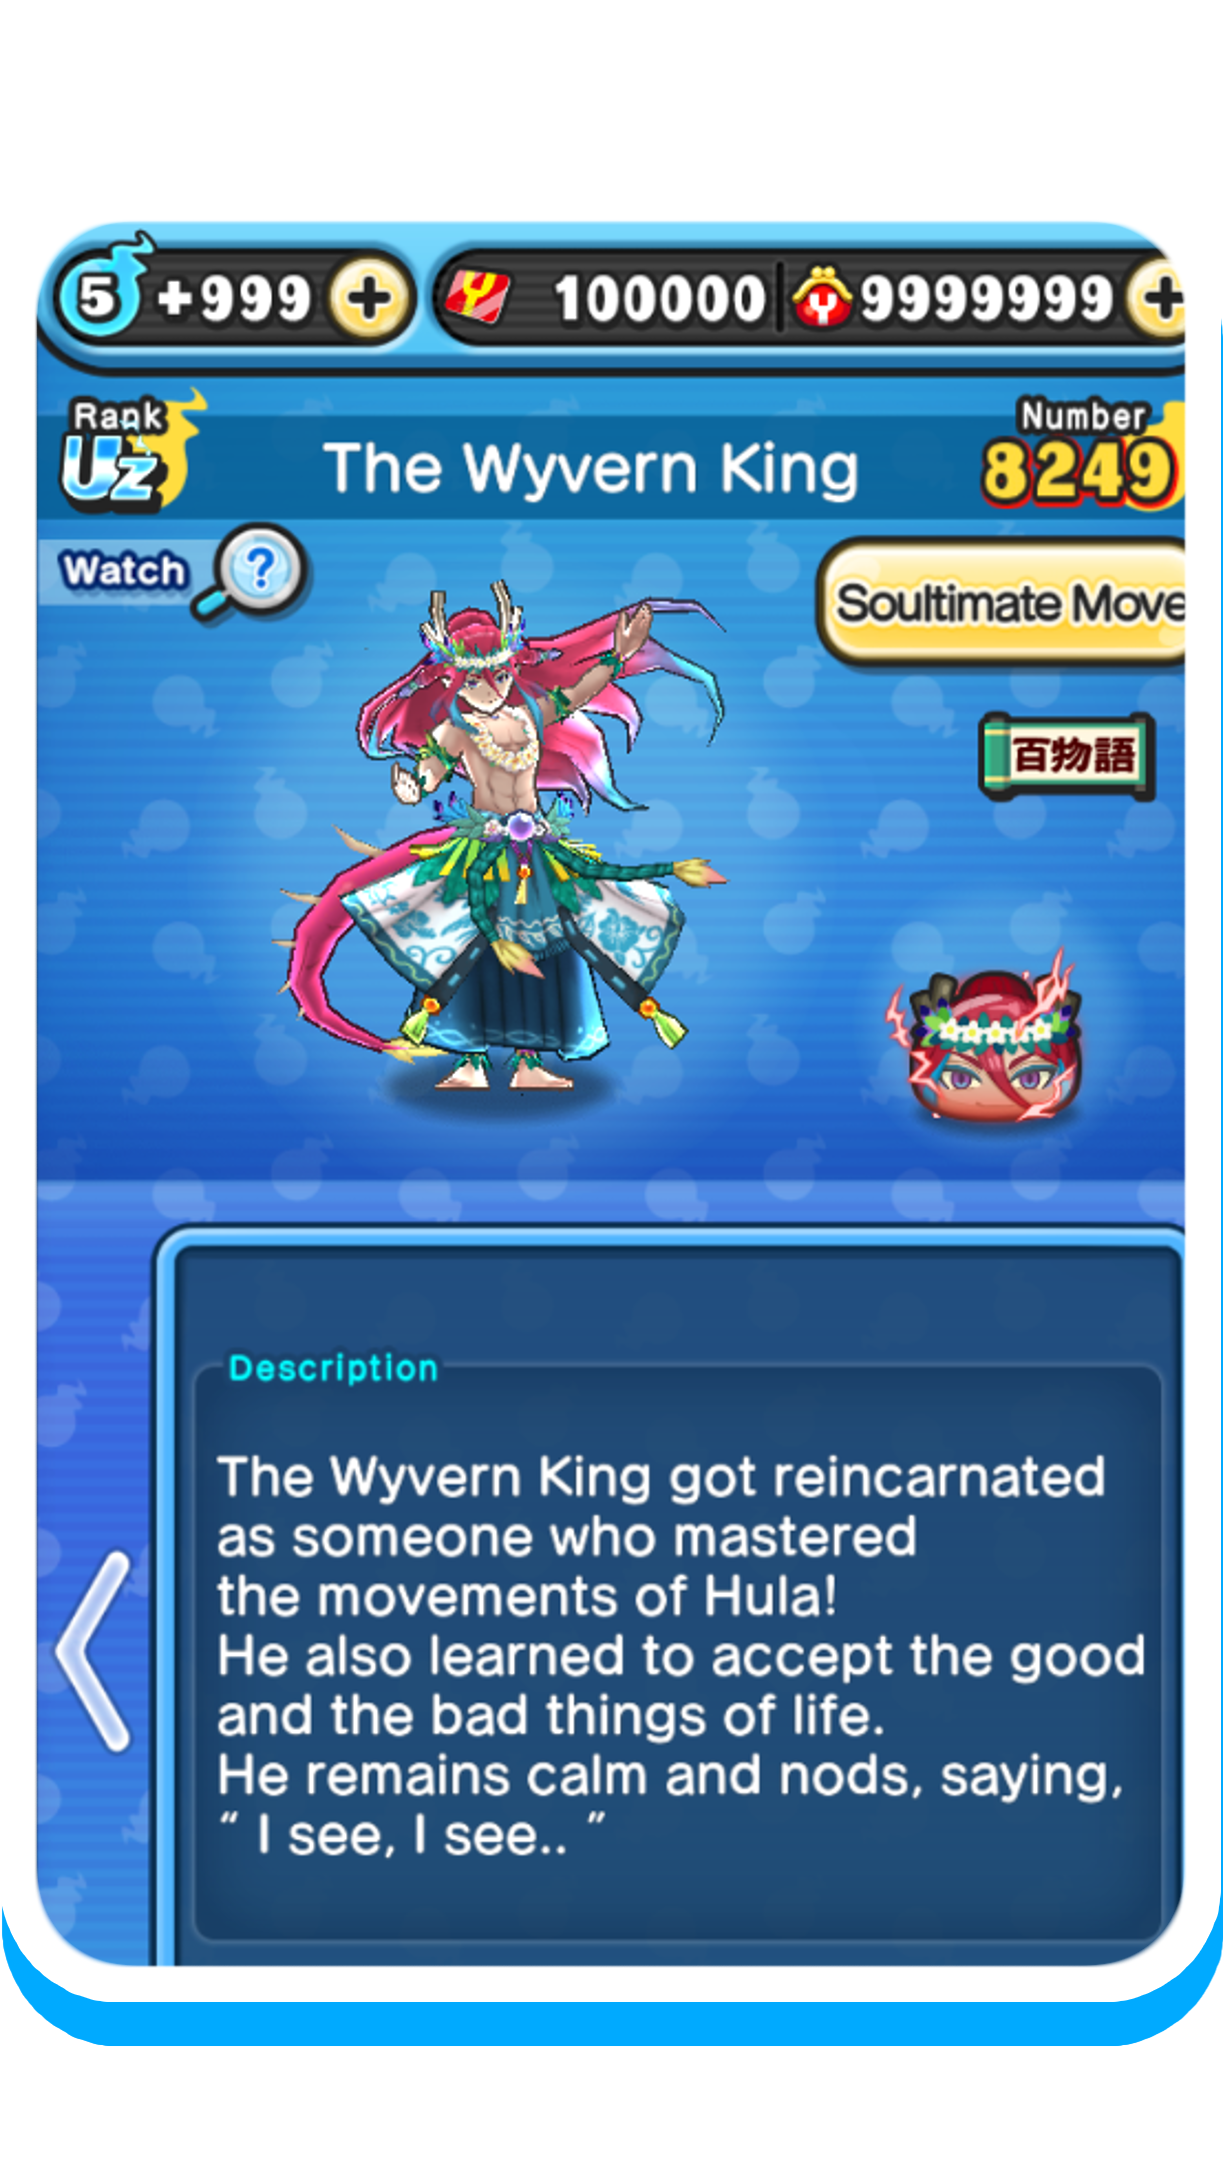 5 +999 + 100000 9999999 +
Rank
Uz
The Wyvern King
Number
8249
Watch ?
Soultimate Move
百物語
Description
The Wyvern King got reincarnated
as someone who mastered
the movements of Hula!
He also learned to accept the good
and the bad things of life.
He remains calm and nods, saying,
“ I see, I see.. ”